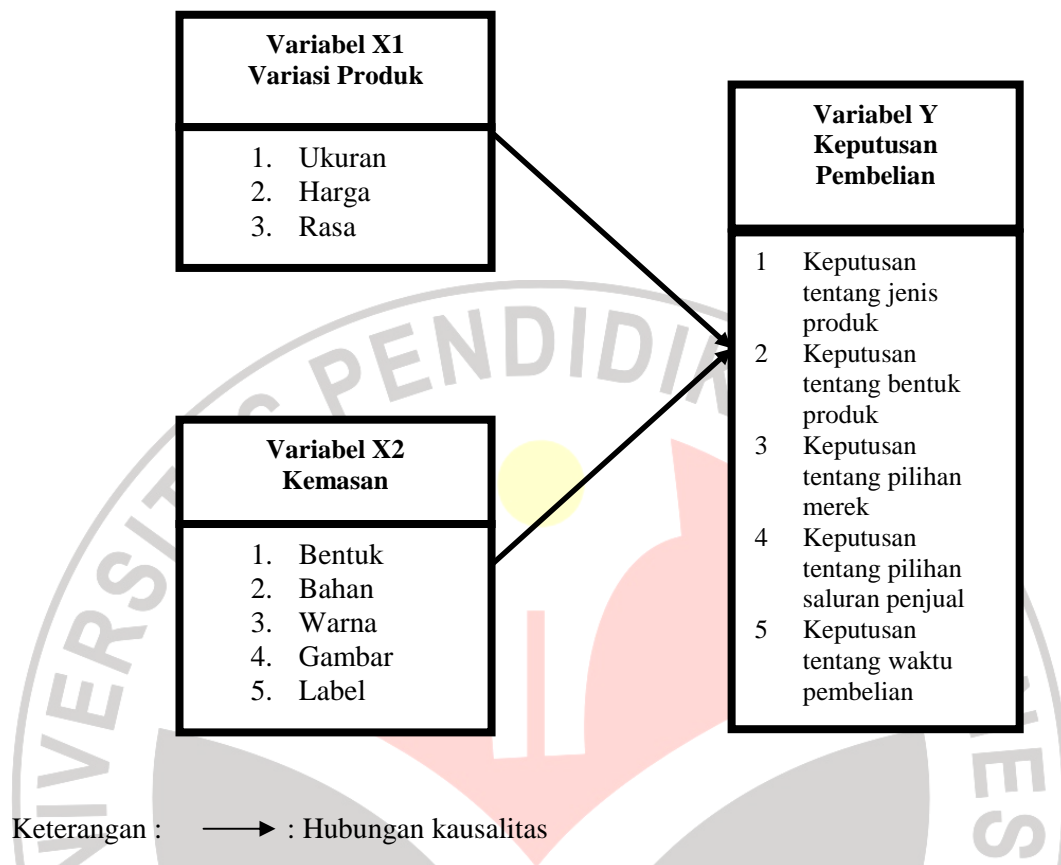 Variabel X1
Variasi Produk
1. Ukuran
2. Harga
3. Rasa
Variabel X2
Kemasan
1. Bentuk
2. Bahan
3. Warna
4. Gambar
5. Label
Variabel Y
Keputusan
Pembelian
1 Keputusan
tentang jenis
produk
2 Keputusan
tentang bentuk
produk
3 Keputusan
tentang pilihan
merek
4 Keputusan
tentang pilihan
saluran penjual
5 Keputusan
tentang waktu
pembelian
Keterangan : : Hubungan kausalitas